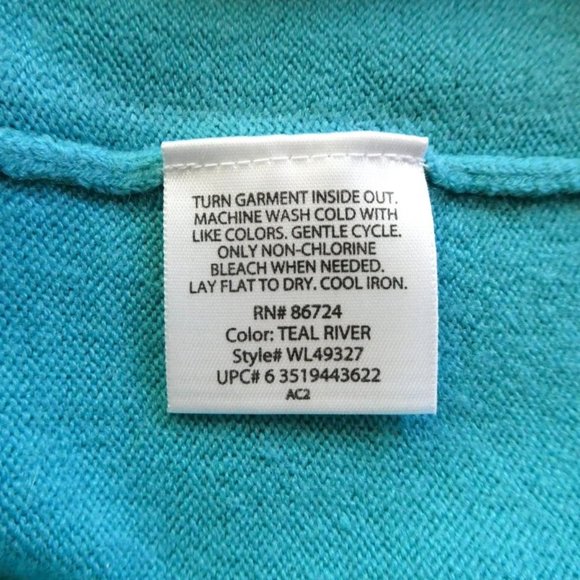 TURN GARMENT INSIDE OUT.
MACHINE WASH COLD WITH
LIKE COLORS. GENTLE CYCLE.
ONLY NON-CHLORINE
BLEACH WHEN NEEDED.
LAY FLAT TO DRY. COOL IRON.
RN# 86724
Color: TEAL RIVER
Style# WL49327
UPC# 6 3519443622
AC2